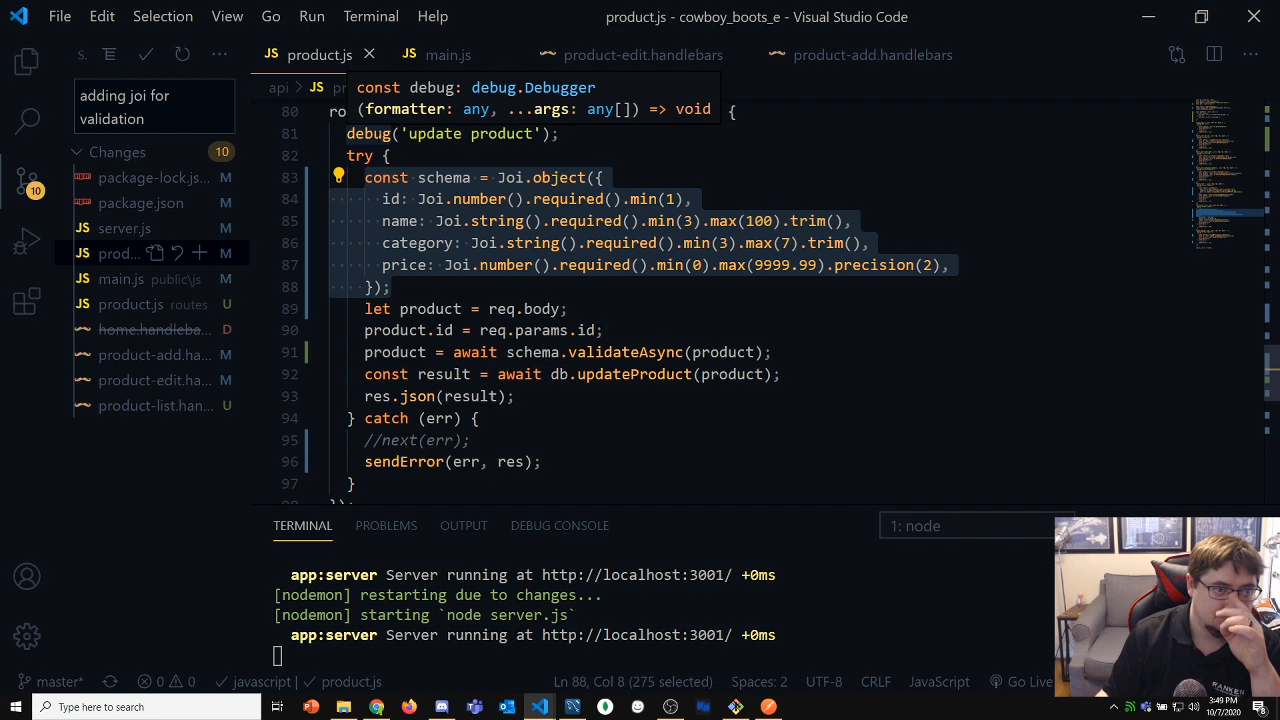 File Edit Selection View Go Run Terminal Help
product.js - cowboy_boots_e - Visual Studio Code
S.
product.js
main.js
product-edit.handlebars
product-add.handlebars
adding joi for
validation
Changes 10
package-lock.js... M
package.json M
server.js M
prod... M
main.js public\js M
product.js routes U
home.handleba... D
product-add.ha... M
product-edit.ha... M
product-list.han... U
10
api > JS
const debug: debug.Debugger
(formatter: any, ...args: any[]) => void
80 {
81 debug('update product');
82 try {
83 const schema = Joi.object({
84 id: Joi.number().required().min(1),
85 name: Joi.string().required().min(3).max(100).trim(),
86 category: Joi.string().required().min(3).max(7).trim(),
87 price: Joi.number().required().min(0).max(9999.99).precision(2),
88 });
89 let product = req.body;
90 product.id = req.params.id;
91 product = await schema.validateAsync(product);
92 const result = await db.updateProduct(product);
93 res.json(result);
94 } catch (err) {
95 //next(err);
96 sendError(err, res);
97 }
TERMINAL PROBLEMS OUTPUT DEBUG CONSOLE 1: node
app:server Server running at http://localhost:3001/ +0ms
[nodemon] restarting due to changes...
[nodemon] starting `node server.js`
app:server Server running at http://localhost:3001/ +0ms
RANKEN
master* 0 0 javascript product.js Ln 88, Col 8 (275 selected) Spaces: 2 UTF-8 CRLF JavaScript Go Live
Type here to search
3:49 PM
10/7/2020